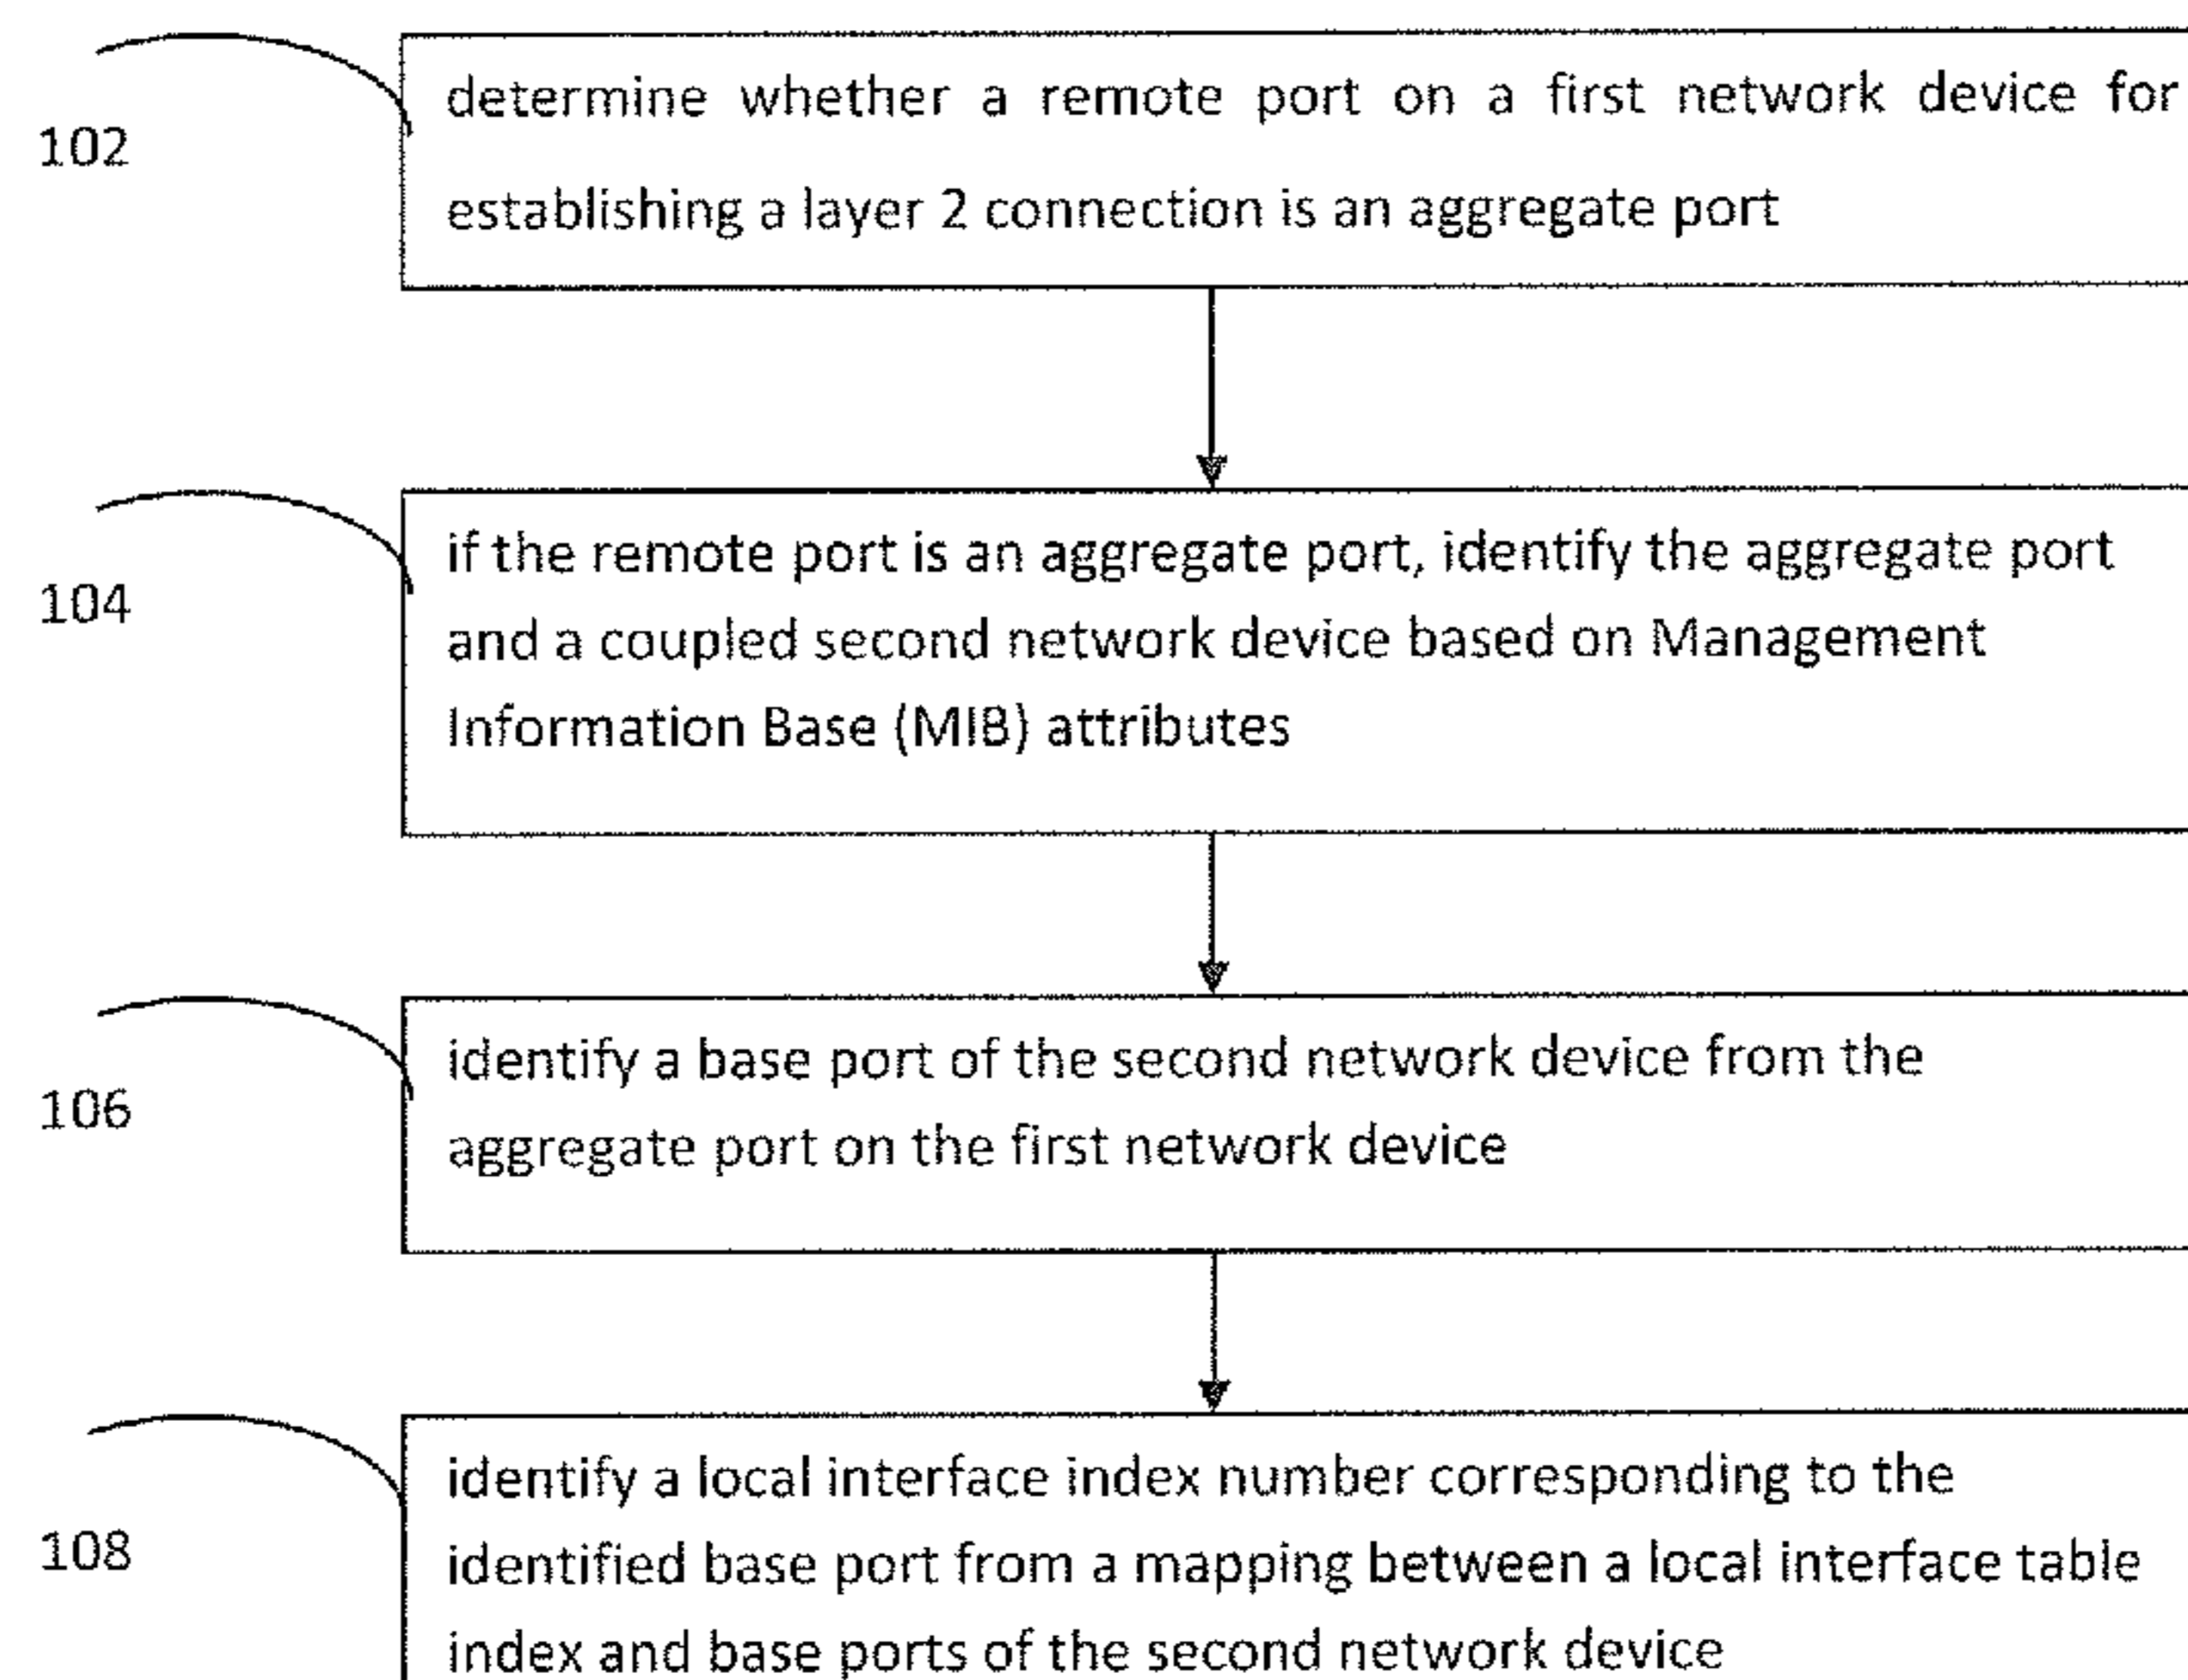 102
determine whether a remote port on a first network device for
establishing a layer 2 connection is an aggregate port
104
if the remote port is an aggregate port, identify the aggregate port
and a coupled second network device based on Management
Information Base (MIB) attributes
106
identify a base port of the second network device from the
aggregate port on the first network device
108
identify a local interface index number corresponding to the
identified base port from a mapping between a local interface table
index and base ports of the second network device